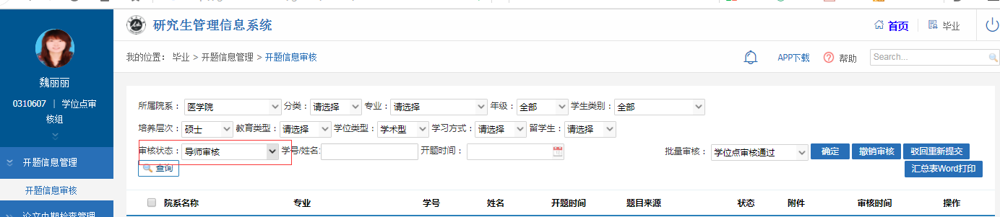 研究生管理信息系统
首页
毕业
我的位置： 毕业 > 开题信息管理 > 开题信息审核
APP下载
帮助
Search...
魏丽丽
0310607 | 学位点审
核组
开题信息管理
开题信息审核
论文中期检查管理
所属院系： 医学院 分类： 请选择 专业： 请选择 年级： 全部 学生类别： 全部
培养层次： 硕士 教育类型： 请选择 学位类型： 学术型 学习方式： 请选择 留学生： 请选择
审核状态： 导师审核 学号/姓名: 开题时间： 批量审核： 学位点审核通过 确定 撤销审核 驳回重新提交
查询 汇总表Word打印
院系名称 专业 学号 姓名 开题时间 题目来源 状态 附件 审核时间 操作